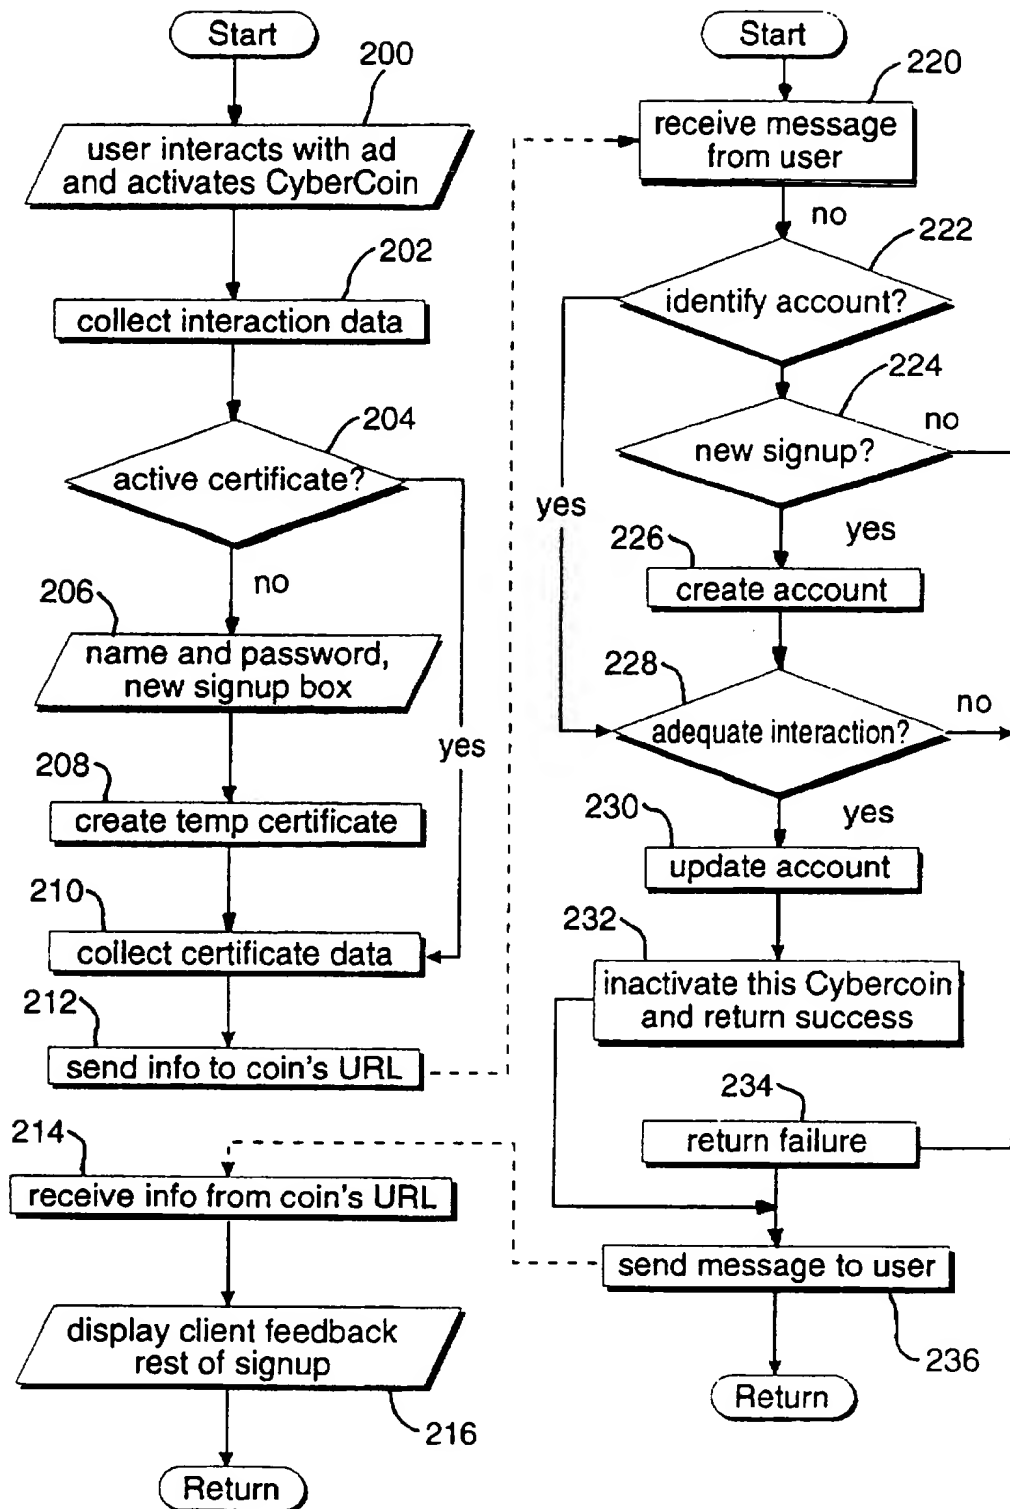 Start
200
user interacts with ad
and activates CyberCoin
202
collect interaction data
204
active certificate?
no
yes
206
name and password,
new signup box
208
create temp certificate
210
collect certificate data
212
send info to coin's URL
214
receive info from coin's URL
display client feedback
rest of signup
216
Return
Start
220
receive message
from user
no
222
identify account?
yes
224
new signup?
no
yes
226
create account
228
adequate interaction?
no
yes
230
update account
232
inactivate this Cybercoin
and return success
234
return failure
send message to user
236
Return